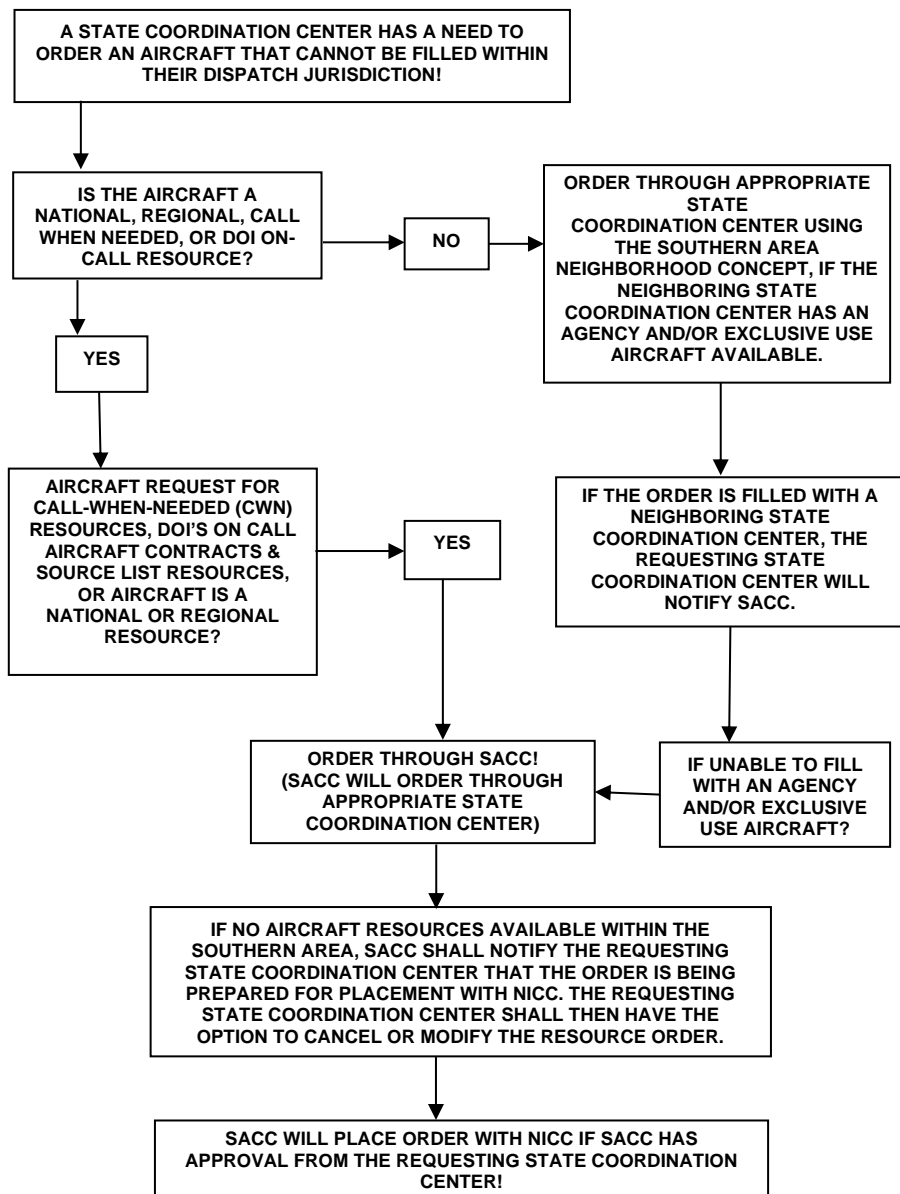 A STATE COORDINATION CENTER HAS A NEED TO
ORDER AN AIRCRAFT THAT CANNOT BE FILLED WITHIN
THEIR DISPATCH JURISDICTION!
IS THE AIRCRAFT A
NATIONAL, REGIONAL, CALL
WHEN NEEDED, OR DOI ON-
CALL RESOURCE?
NO
ORDER THROUGH APPROPRIATE
STATE
COORDINATION CENTER USING
THE SOUTHERN AREA
NEIGHBORHOOD CONCEPT, IF THE
NEIGHBORING STATE
COORDINATION CENTER HAS AN
AGENCY AND/OR EXCLUSIVE USE
AIRCRAFT AVAILABLE.
YES
AIRCRAFT REQUEST FOR
CALL-WHEN-NEEDED (CWN)
RESOURCES, DOI'S ON CALL
AIRCRAFT CONTRACTS &
SOURCE LIST RESOURCES,
OR AIRCRAFT IS A
NATIONAL OR REGIONAL
RESOURCE?
YES
IF THE ORDER IS FILLED WITH A
NEIGHBORING STATE
COORDINATION CENTER, THE
REQUESTING STATE
COORDINATION CENTER WILL
NOTIFY SACC.
ORDER THROUGH SACC!
(SACC WILL ORDER THROUGH
APPROPRIATE STATE
COORDINATION CENTER)
IF UNABLE TO FILL
WITH AN AGENCY
AND/OR EXCLUSIVE
USE AIRCRAFT?
IF NO AIRCRAFT RESOURCES AVAILABLE WITHIN THE
SOUTHERN AREA, SACC SHALL NOTIFY THE REQUESTING
STATE COORDINATION CENTER THAT THE ORDER IS BEING
PREPARED FOR PLACEMENT WITH NICC. THE REQUESTING
STATE COORDINATION CENTER SHALL THEN HAVE THE
OPTION TO CANCEL OR MODIFY THE RESOURCE ORDER.
SACC WILL PLACE ORDER WITH NICC IF SACC HAS
APPROVAL FROM THE REQUESTING STATE COORDINATION
CENTER!